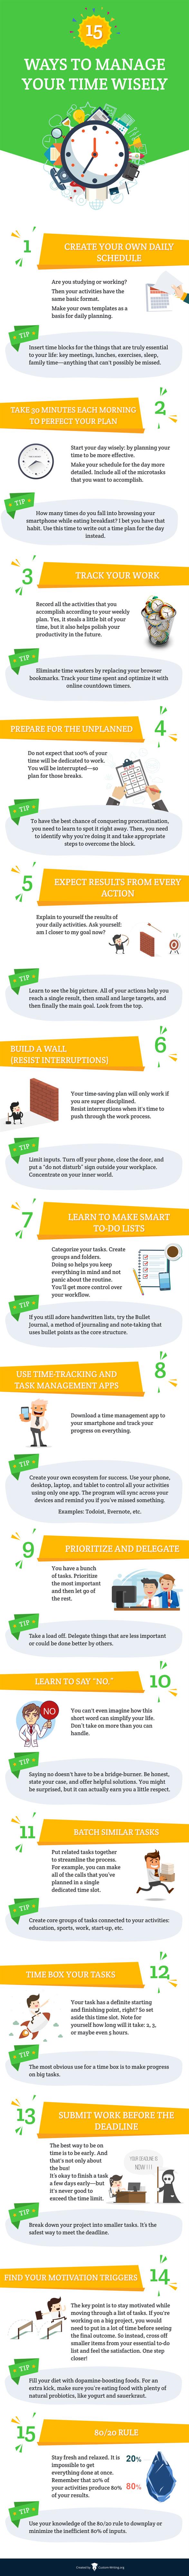 15
WAYS TO MANAGE
YOUR TIME WISELY
1
CREATE YOUR OWN DAILY
SCHEDULE
Are you studying or working?
Then your activities have the
same basic format.
Make your own templates as a
basis for daily planning.
TIP
Insert time blocks for the things that are truly essential
to your life: key meetings, lunches, exercises, sleep,
family time—anything that can't possibly be missed.
TAKE 30 MINUTES EACH MORNING
TO PERFECT YOUR PLAN
2
Start your day wisely: by planning your
time to be more effective.
Make your schedule for the day more
detailed. Include all of the microtasks
that you want to accomplish.
TIP
How many times do you fall into browsing your
smartphone while eating breakfast? I bet you have that
habit. Use this time to write out a time plan for the day
instead.
3
TRACK YOUR WORK
Record all the activities that you
accomplish according to your weekly
plan. Yes, it steals a little bit of your
time, but it also helps polish your
productivity in the future.
TIP
Eliminate time wasters by replacing your browser
bookmarks. Track your time spent and optimize it with
online countdown timers.
PREPARE FOR THE UNPLANNED
4
Do not expect that 100% of your
time will be dedicated to work.
You will be interrupted—so
plan for those breaks.
TIP
To have the best chance of conquering procrastination,
you need to learn to spot it right away. Then, you need
to identify why you're doing it and take appropriate
steps to overcome the block.
5
EXPECT RESULTS FROM EVERY
ACTION
Explain to yourself the results of
your daily activities. Ask yourself:
am I closer to my goal now?
TIP
Learn to see the big picture. All of your actions help you
reach a single result, then small and large targets, and
then finally the main goal. Look from the top.
BUILD A WALL
(RESIST INTERRUPTIONS)
6
Your time-saving plan will only work if
you are super disciplined.
Resist interruptions when it's time to
push through the work process.
TIP
Limit inputs. Turn off your phone, close the door, and
put a "do not disturb" sign outside your workplace.
Concentrate on your inner world.
7
LEARN TO MAKE SMART
TO-DO LISTS
Categorize your tasks. Create
groups and folders.
Doing so helps you keep
everything in mind and not
panic about the routine.
You'll get more control over
your workflow.
TIP
If you still adore handwritten lists, try the Bullet
Journal, a method of journaling and note-taking that
uses bullet points as the core structure.
USE TIME-TRACKING AND
TASK MANAGEMENT APPS
8
Download a time management app to
your smartphone and track your
progress on everything.
TIP
Create your own ecosystem for success. Use your phone,
desktop, laptop, and tablet to control all your activities
using only one app. The program will sync across your
devices and remind you if you've missed something.
Examples: Todoist, Evernote, etc.
9
PRIORITIZE AND DELEGATE
You have a bunch
of tasks. Prioritize
the most important
and then let go of
the rest.
TIP
Take a load off. Delegate things that are less important
or could be done better by others.
LEARN TO SAY "NO."
10
NO
You can't even imagine how this
short word can simplify your life.
Don't take on more than you can
handle.
TIP
Saying no doesn't have to be a bridge-burner. Be honest,
state your case, and offer helpful solutions. You might
be surprised, but it can actually earn you a little respect.
11
BATCH SIMILAR TASKS
Put related tasks together
to streamline the process.
For example, you can make
all of the calls that you've
planned in a single
dedicated time slot.
TIP
Create core groups of tasks connected to your activities:
education, sports, work, start-up, etc.
TIME BOX YOUR TASKS
12
Your task has a definite starting
and finishing point, right? So set
aside this time slot. Note for
yourself how long will it take: 2, 3,
or maybe even 5 hours.
TIP
The most obvious use for a time box is to make progress
on big tasks.
13
SUBMIT WORK BEFORE THE
DEADLINE
The best way to be on
time is to be early. And
that's not only about
the bus!
It's okay to finish a task
a few days early—but
it's never good to
exceed the time limit.
YOUR DEADLINE IS
NOW !!!
TIP
Break down your project into smaller tasks. It's the
safest way to meet the deadline.
FIND YOUR MOTIVATION TRIGGERS
14
The key point is to stay motivated while
moving through a list of tasks. If you're
working on a big project, you would
need to put in a lot of time before seeing
the final outcome. So instead, cross off
smaller items from your essential to-do
list and feel the satisfaction. One step
closer!
TIP
Fill your diet with dopamine-boosting foods. For an
extra kick, make sure you're eating food with plenty of
natural probiotics, like yogurt and sauerkraut.
15
80/20 RULE
Stay fresh and relaxed. It is
impossible to get
everything done at once.
Remember that 20% of
your activities produce 80%
of your results.
20%
80%
TIP
Use your knowledge of the 80/20 rule to downplay or
minimize the inefficient 80% of inputs.
Created by Custom-Writing.org